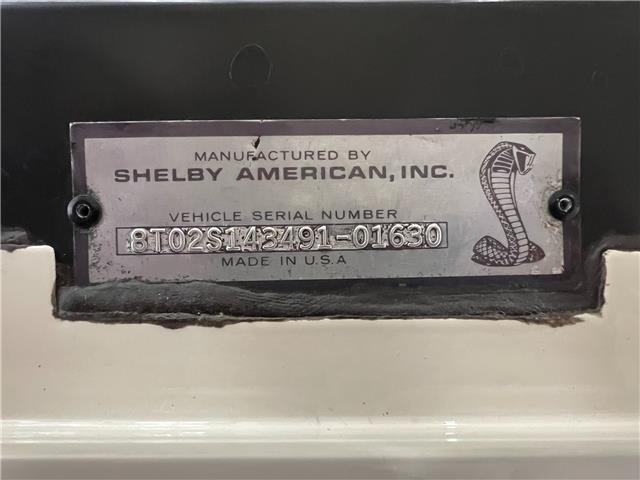 MANUFACTURED BY
SHELBY AMERICAN, INC.
VEHICLE SERIAL NUMBER
8T02S143491-01630
MADE IN U.S.A